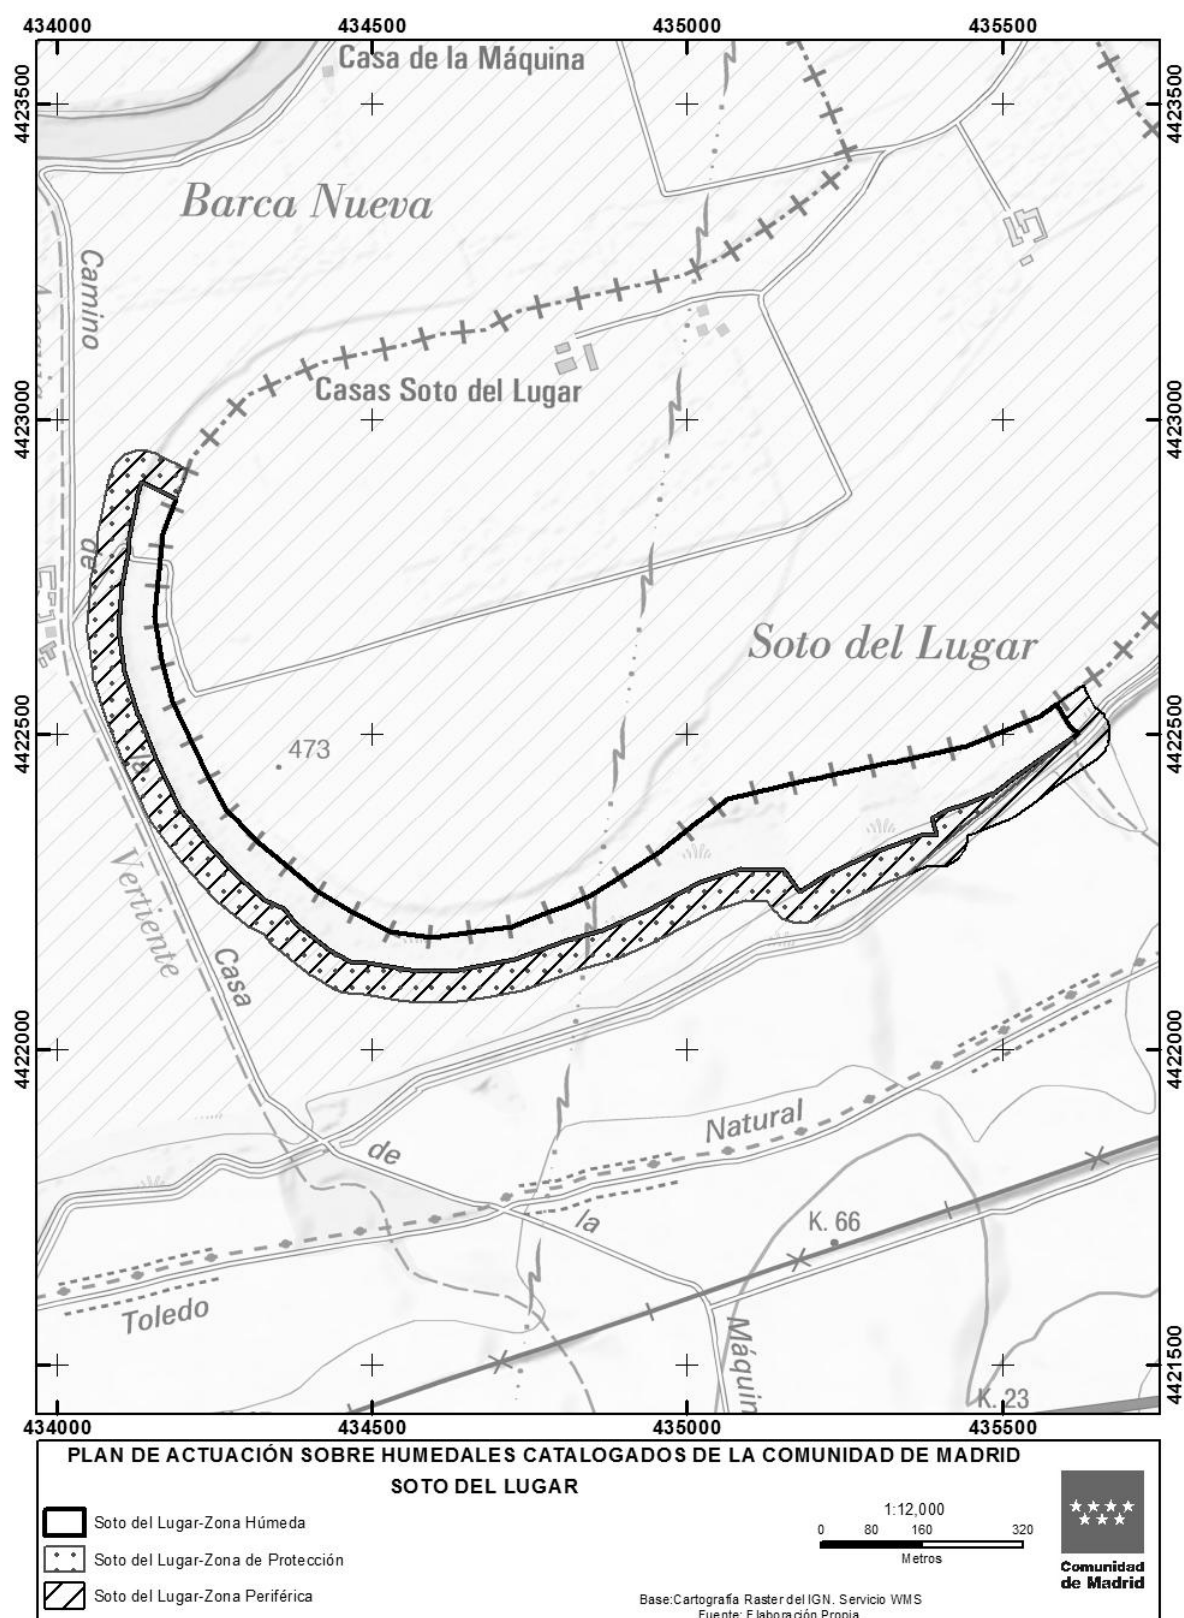 434000 434500 435000 435500
4423500
4423500
Casa de la Máquina
Barca Nueva
Camino
Casas Soto del Lugar
4423000
4423000
de
Soto del Lugar
473
4422500
4422500
la
Vertiente
Casa
4422000
4422000
de
Natural
la
K. 66
Toledo
Máquin
K. 23
4421500
4421500
434000 434500 435000 435500
PLAN DE ACTUACIÓN SOBRE HUMEDALES CATALOGADOS DE LA COMUNIDAD DE MADRID
SOTO DEL LUGAR
Soto del Lugar-Zona Húmeda
Soto del Lugar-Zona de Protección
Soto del Lugar-Zona Periférica
1:12,000
0 80 160 320
Metros
Base:Cartografía Raster del IGN. Servicio WMS
Fuente: Elaboración Propia
Comunidad
de Madrid